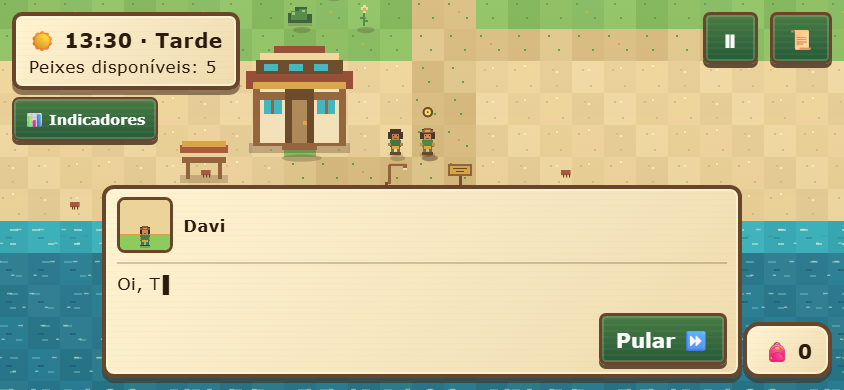 13:30 · Tarde
Peixes disponíveis: 5
Indicadores
Davi
Oi, T
Pular
0